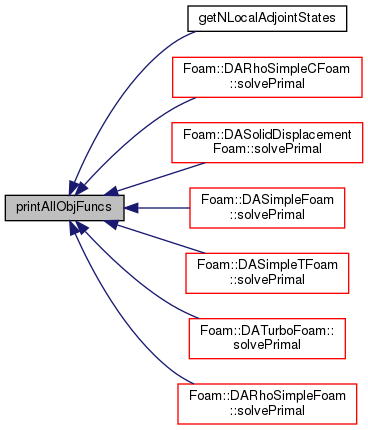 getNLocalAdjointStates
Foam::DARhoSimpleCFoam
::solvePrimal
Foam::DASolidDisplacement
Foam::solvePrimal
printAllObjFuncs
Foam::DASimpleFoam
::solvePrimal
Foam::DASimpleTFoam
::solvePrimal
Foam::DATurboFoam::
solvePrimal
Foam::DARhoSimpleFoam
::solvePrimal